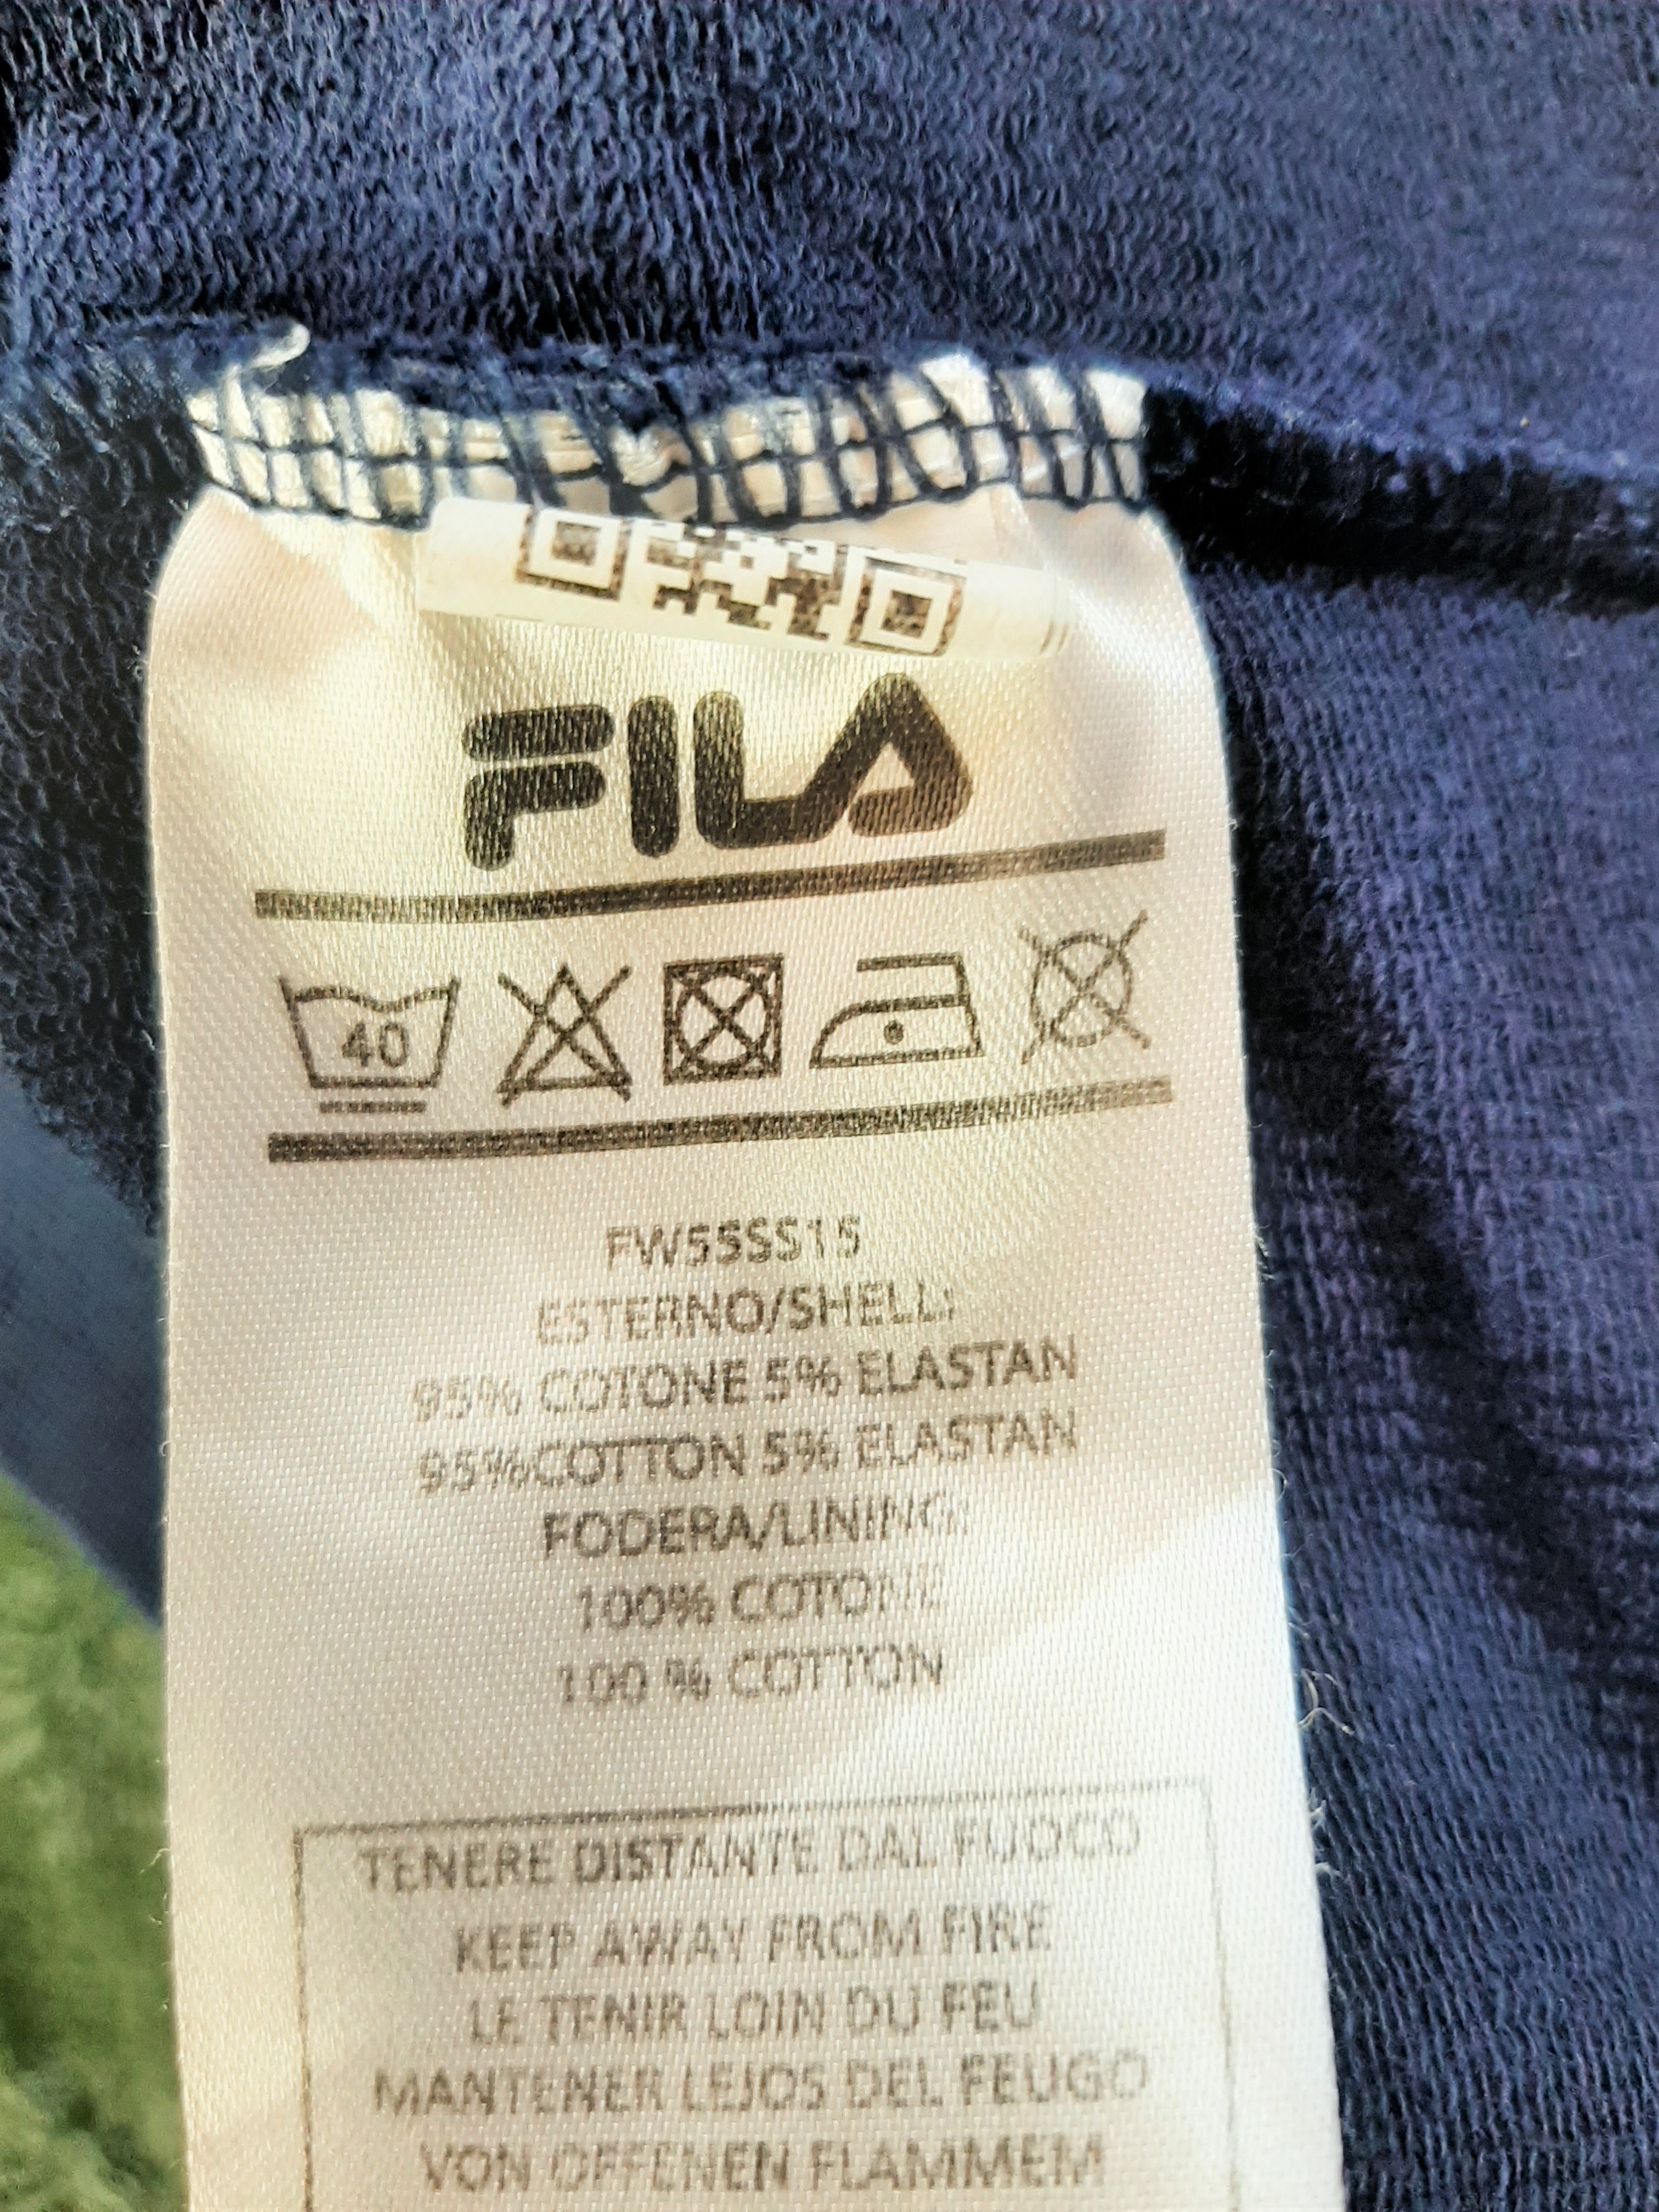 FILA
40
FW5SSS15
ESTERNO/SHELL:
95% COTONE 5% ELASTAN
95%COTTON 5% ELASTAN
FODERA/LINING:
100% COTONE
100 % COTTON
TENERE DISTANTE DAL FUOCO
KEEP AWAY FROM FIRE
LE TENIR LOIN DU FEU
MANTENER LEJOS DEL FEUGO
VON OFFENEN FLAMMEM